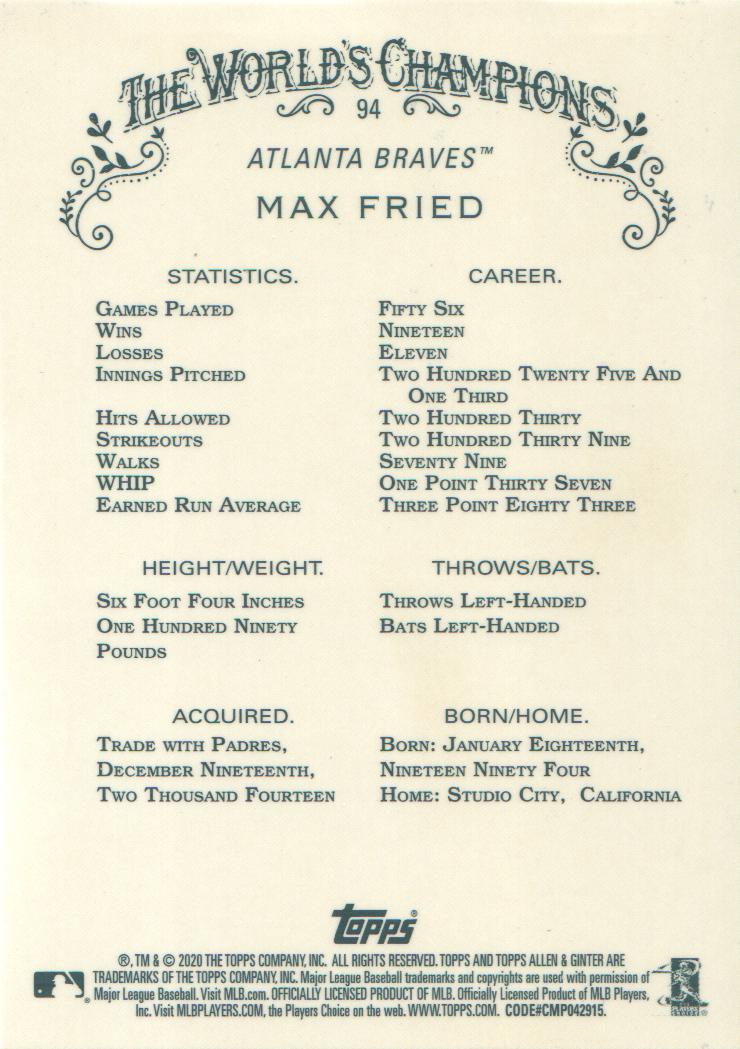 THE WORLD'S CHAMPIONS
94
ATLANTA BRAVES™
MAX FRIED
STATISTICS. CAREER.
GAMES PLAYED FIFTY SIX
WINS NINETEEN
LOSSES ELEVEN
INNINGS PITCHED TWO HUNDRED TWENTY FIVE AND
ONE THIRD
HITS ALLOWED TWO HUNDRED THIRTY
STRIKEOUTS TWO HUNDRED THIRTY NINE
WALKS SEVENTY NINE
WHIP ONE POINT THIRTY SEVEN
EARNED RUN AVERAGE THREE POINT EIGHTY THREE
HEIGHT/WEIGHT. THROWS/BATS.
SIX FOOT FOUR INCHES THROWS LEFT-HANDED
ONE HUNDRED NINETY BATS LEFT-HANDED
POUNDS
ACQUIRED. BORN/HOME.
TRADE WITH PADRES, BORN: JANUARY EIGHTEENTH,
DECEMBER NINETEENTH, NINETEEN NINETY FOUR
TWO THOUSAND FOURTEEN HOME: STUDIO CITY, CALIFORNIA
Topps®
®, TM & © 2020 THE TOPPS COMPANY, INC. ALL RIGHTS RESERVED. TOPPS AND TOPPS ALLEN & GINTER ARE
TRADEMARKS OF THE TOPPS COMPANY, INC. Major League Baseball trademarks and copyrights are used with permission of
Major League Baseball. Visit MLB.com. OFFICIALLY LICENSED PRODUCT OF MLB. Officially Licensed Product of MLB Players,
Inc. Visit MLBPLAYERS.COM, the Players Choice on the web. WWW.TOPPS.COM. CODE#CMP042915.
PLAYERS
CHOICE®